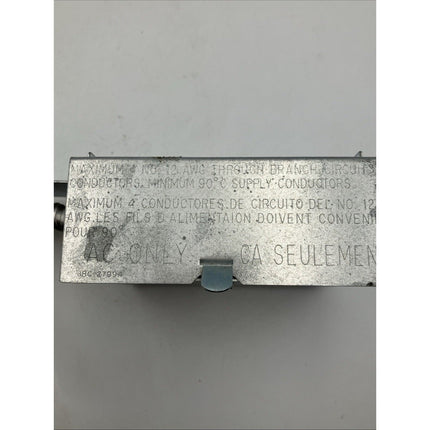 MAXIMUM 4 NO. 12 AWG THROUGH BRANCH CIRCUITS
CONDUCTORS, MINIMUM 90°C SUPPLY CONDUCTORS.
MAXIMUM 4 CONDUCTORES DE CIRCUITO DEL NO. 12
AWG.LES FILS D ALIMENTAION DOIVENT CONVENI
POUR 90°
AC ONLY CA SEULEMEN